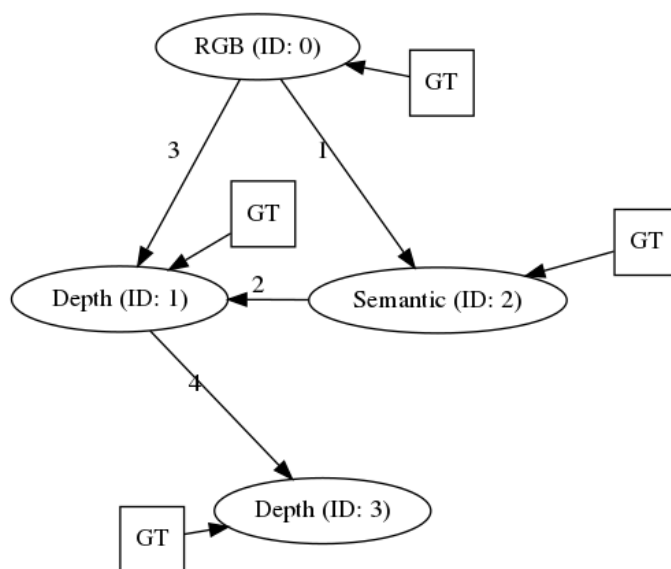 RGB (ID: 0)
GT
3
1
GT
GT
Depth (ID: 1)
2
Semantic (ID: 2)
4
Depth (ID: 3)
GT